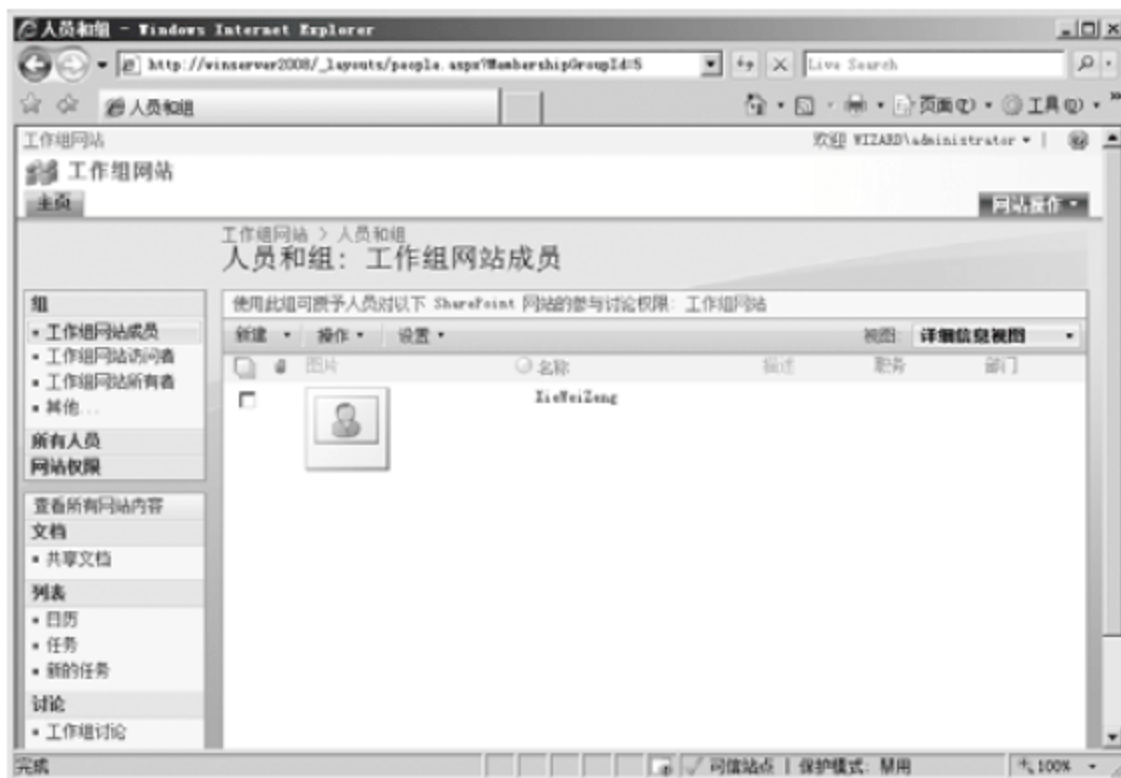 人员和组 - Windows Internet Explorer
http://winserver2008/_layouts/people.aspx?MembershipGroupId=5
Live Search
人员和组
页面(P)
工具(O)
工作组网站
欢迎 WIZARD\administrator
工作组网站
主页
网站操作
工作组网站 > 人员和组
人员和组: 工作组网站成员
组
工作组网站成员
工作组网站访问者
工作组网站所有者
其他...
所有人员
网站权限
查看所有网站内容
文档
共享文档
列表
日历
任务
新的任务
讨论
工作组讨论
使用此组可授予人员对以下 SharePoint 网站的参与讨论权限: 工作组网站
新建 操作 设置 视图: 详细信息视图
图片 名称 描述 职务 部门
XieWeiZeng
完成
可信站点 | 保护模式: 禁用
100%